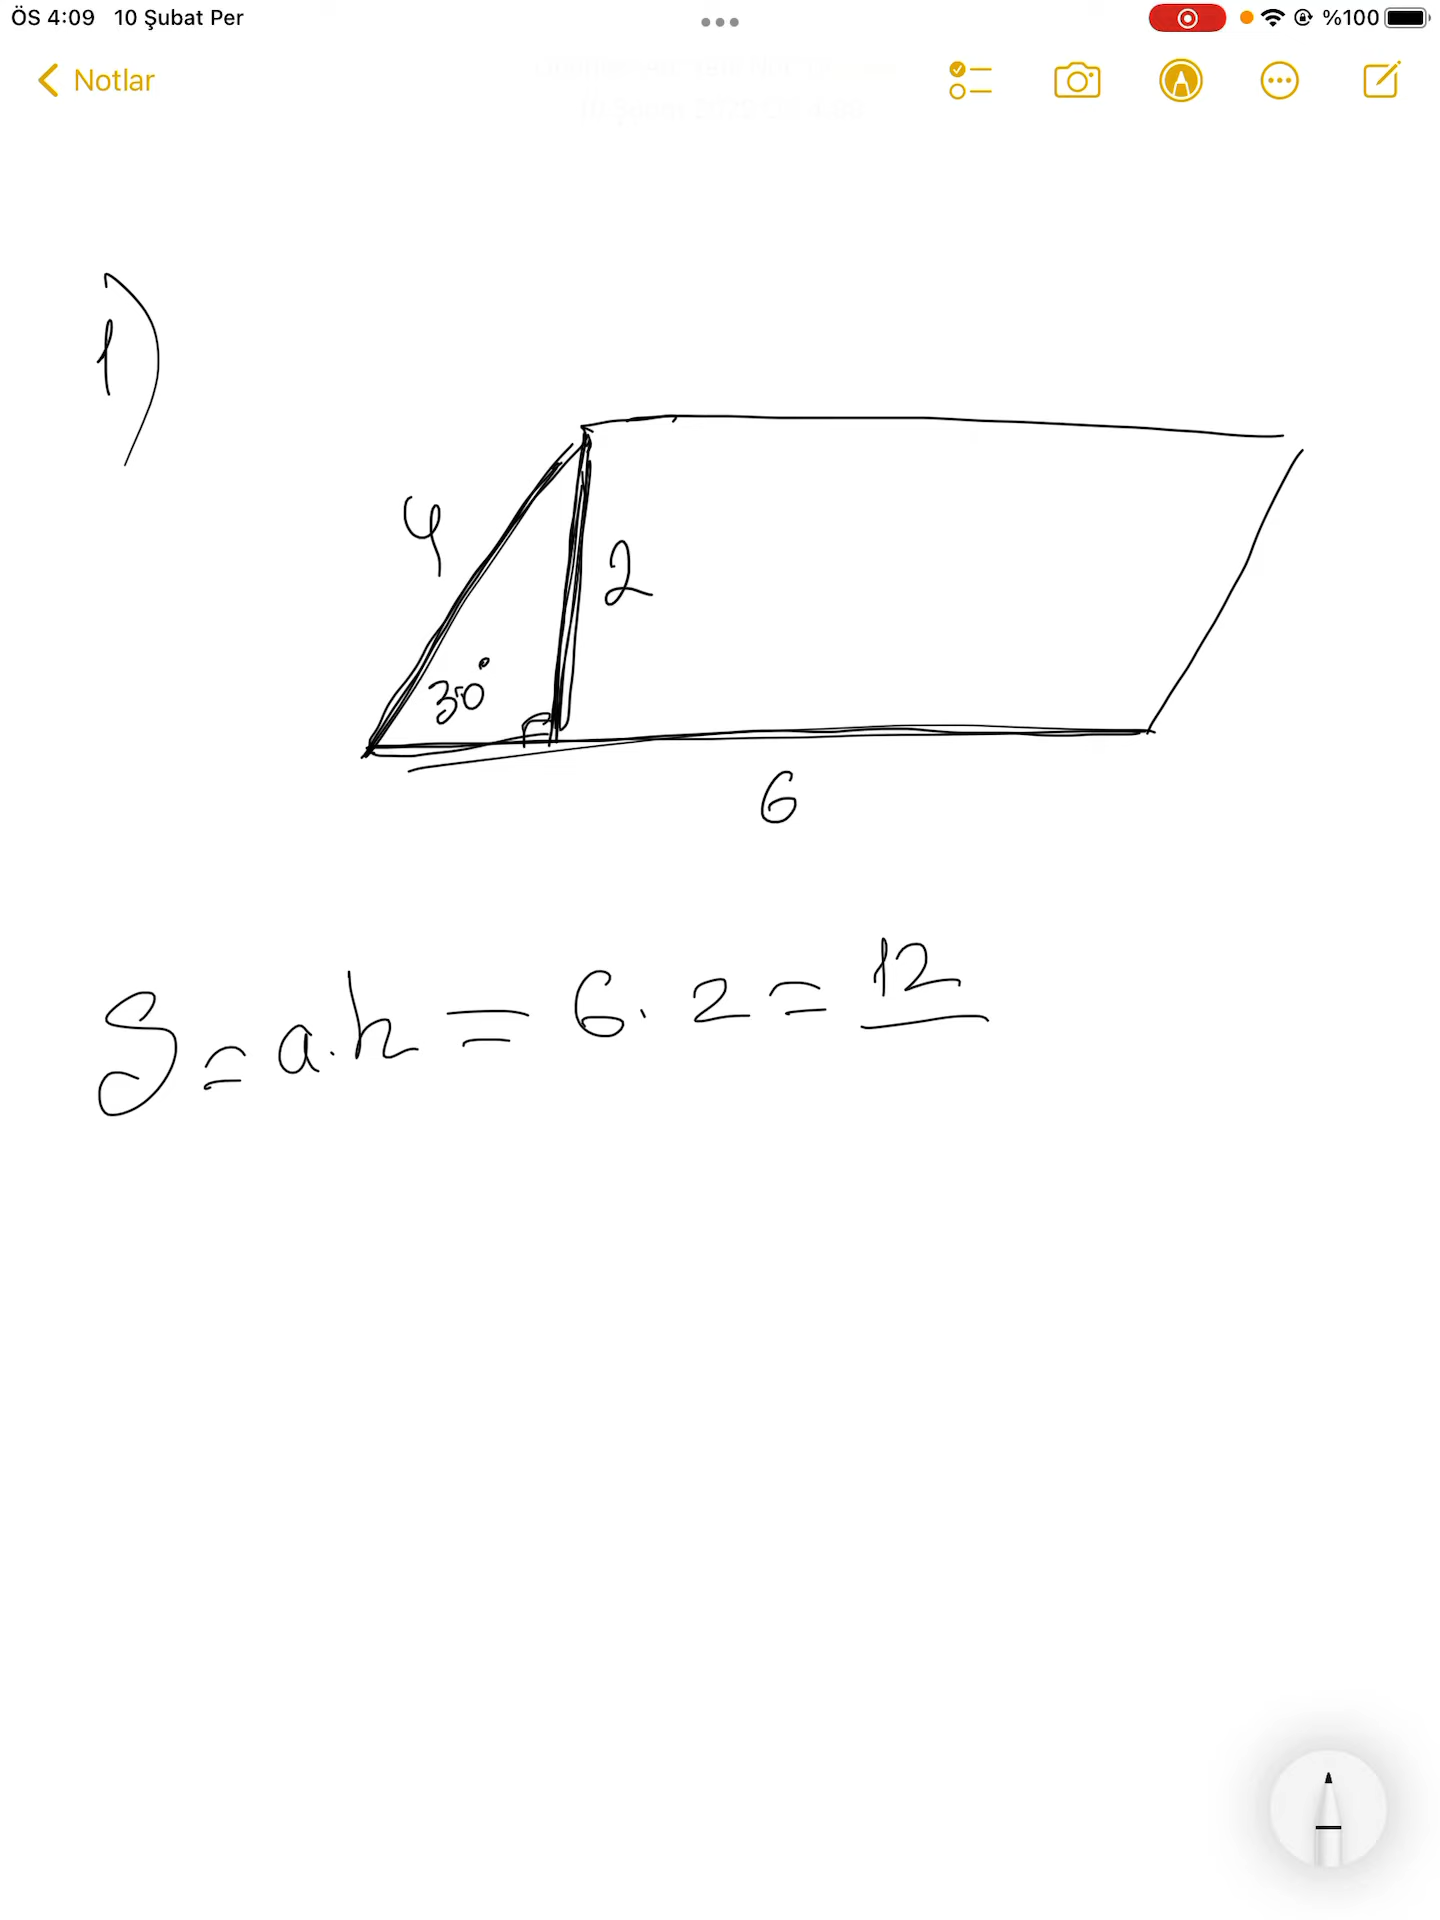 ÖS 4:09 10 Şubat Per %100
Notlar
1)
4
2
30°
6
S = a.h = 6. 2 = 12